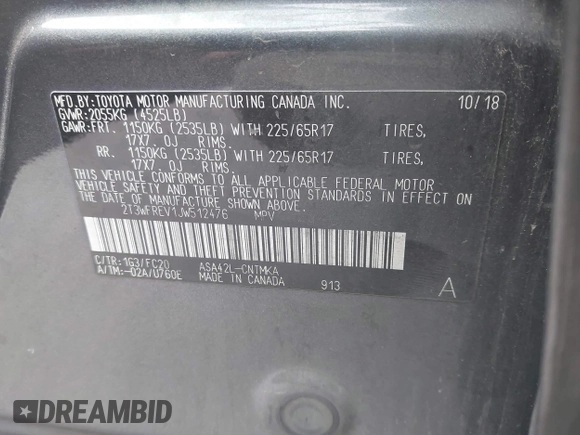 MFD.BY:TOYOTA MOTOR MANUFACTURING CANADA INC. 10/18
GVWR:2055KG (4525LB)
GAWR:FRT. 1150KG (2535LB) WITH 225/65R17 TIRES,
17X7. 0J RIMS.
RR. 1150KG (2535LB) WITH 225/65R17 TIRES,
17X7. 0J RIMS.
THIS VEHICLE CONFORMS TO ALL APPLICABLE FEDERAL MOTOR
VEHICLE SAFETY AND THEFT PREVENTION STANDARDS IN EFFECT ON
THE DATE OF MANUFACTURE SHOWN ABOVE.
2T3WFREV1JW512476 MPV
C/TR:1G3/FC20 ASA42L-CNTMKA
A/TM:-02A/U760E MADE IN CANADA 913 A
DREAMBID